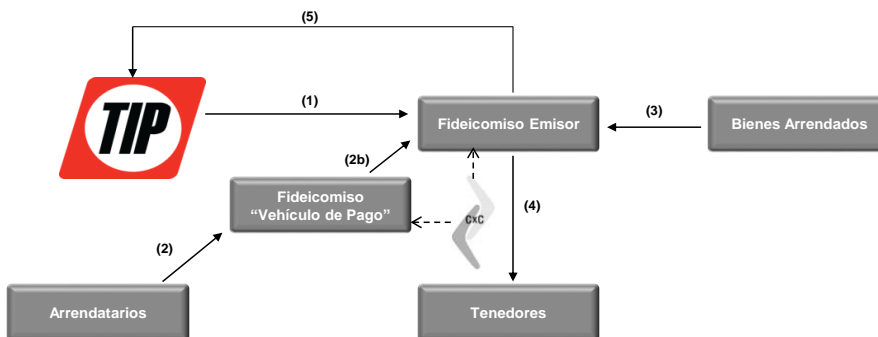 (5)
TIP
(1)
Fideicomiso Emisor
(3)
Bienes Arrendados
(2b)
Fideicomiso
“Vehículo de Pago”
CxC
(4)
(2)
Arrendatarios
Tenedores